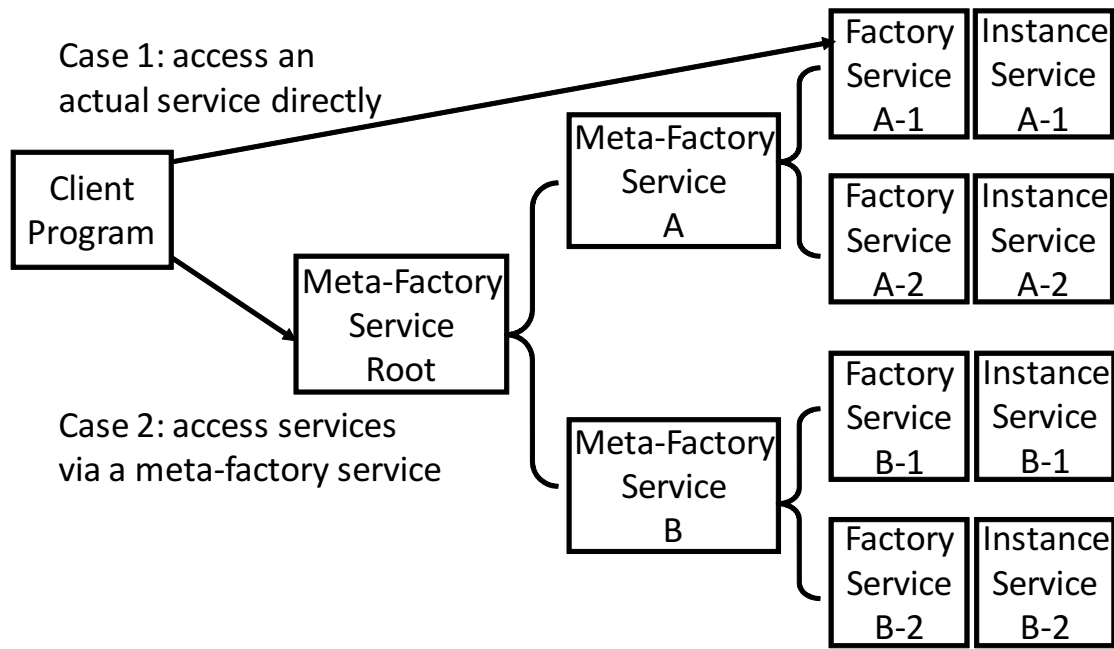 Case 1: access an
actual service directly
Client
Program
Meta-Factory
Service
Root
Case 2: access services
via a meta-factory service
Meta-Factory
Service
A
Meta-Factory
Service
B
Factory
Service
A-1
Instance
Service
A-1
Factory
Service
A-2
Instance
Service
A-2
Factory
Service
B-1
Instance
Service
B-1
Factory
Service
B-2
Instance
Service
B-2